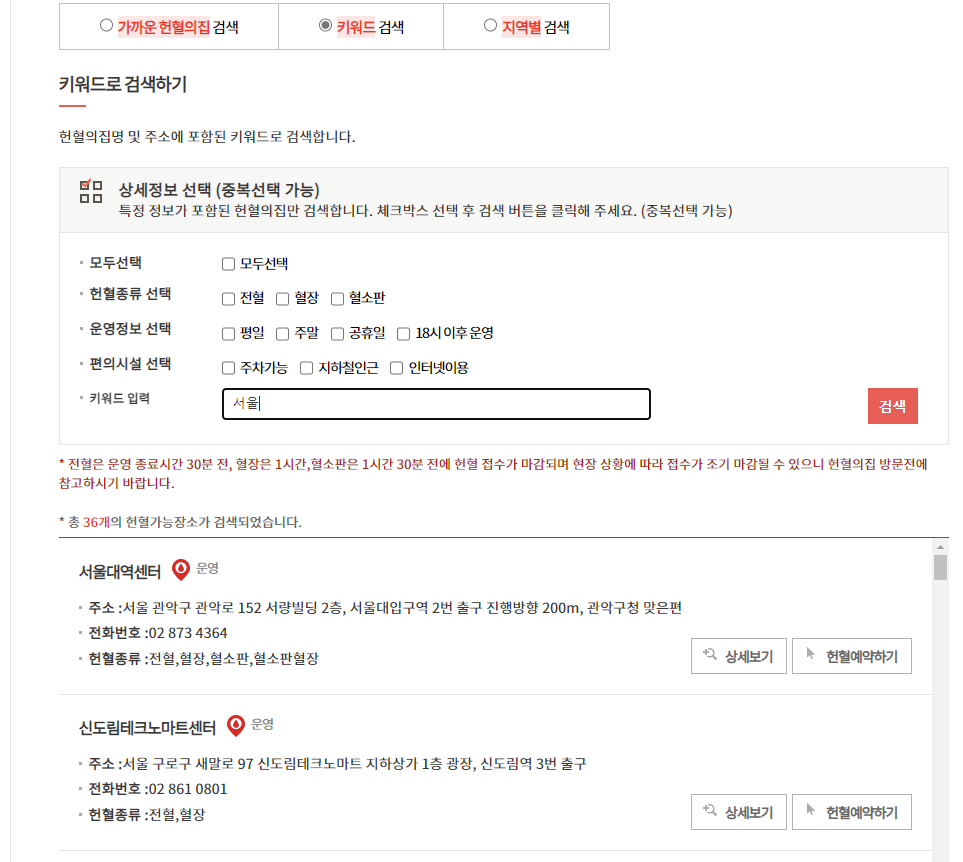 가까운 헌혈의집 검색 키워드 검색 지역별 검색
키워드로 검색하기
헌혈의집명 및 주소에 포함된 키워드로 검색합니다.
상세정보 선택 (중복선택 가능)
특정 정보가 포함된 헌혈의집만 검색합니다. 체크박스 선택 후 검색 버튼을 클릭해 주세요. (중복선택 가능)
모두선택 모두선택
헌혈종류 선택 전혈 혈장 혈소판
운영정보 선택 평일 주말 공휴일 18시 이후 운영
편의시설 선택 주차가능 지하철인근 인터넷이용
키워드 입력 서울 검색
* 전혈은 운영 종료시간 30분 전, 혈장은 1시간,혈소판은 1시간 30분 전에 헌혈 접수가 마감되며 현장 상황에 따라 접수가 조기 마감될 수 있으니 헌혈의집 방문전에
참고하시기 바랍니다.
* 총 36개의 헌혈가능장소가 검색되었습니다.
서울대역센터 운영
주소 :서울 관악구 관악로 152 서량빌딩 2층, 서울대입구역 2번 출구 진행방향 200m, 관악구청 맞은편
전화번호 :02 873 4364
헌혈종류 :전혈,혈장,혈소판,혈소판혈장
상세보기 헌혈예약하기
신도림테크노마트센터 운영
주소 :서울 구로구 새말로 97 신도림테크노마트 지하상가 1층 광장, 신도림역 3번 출구
전화번호 :02 861 0801
헌혈종류 :전혈,혈장
상세보기 헌혈예약하기